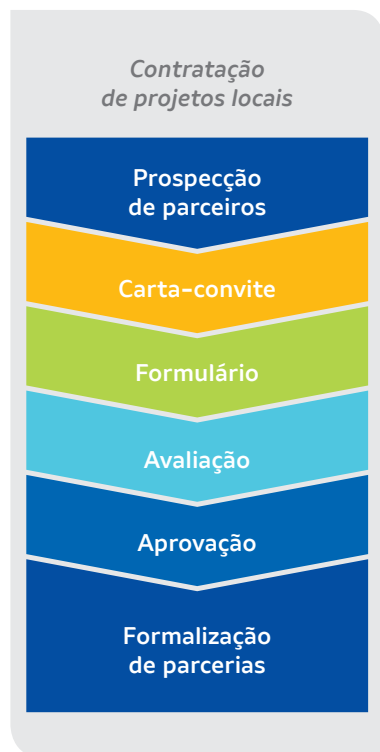 Contratação
de projetos locais
Prospecção
de parceiros
Carta-convite
Formulário
Avaliação
Aprovação
Formalização
de parcerias